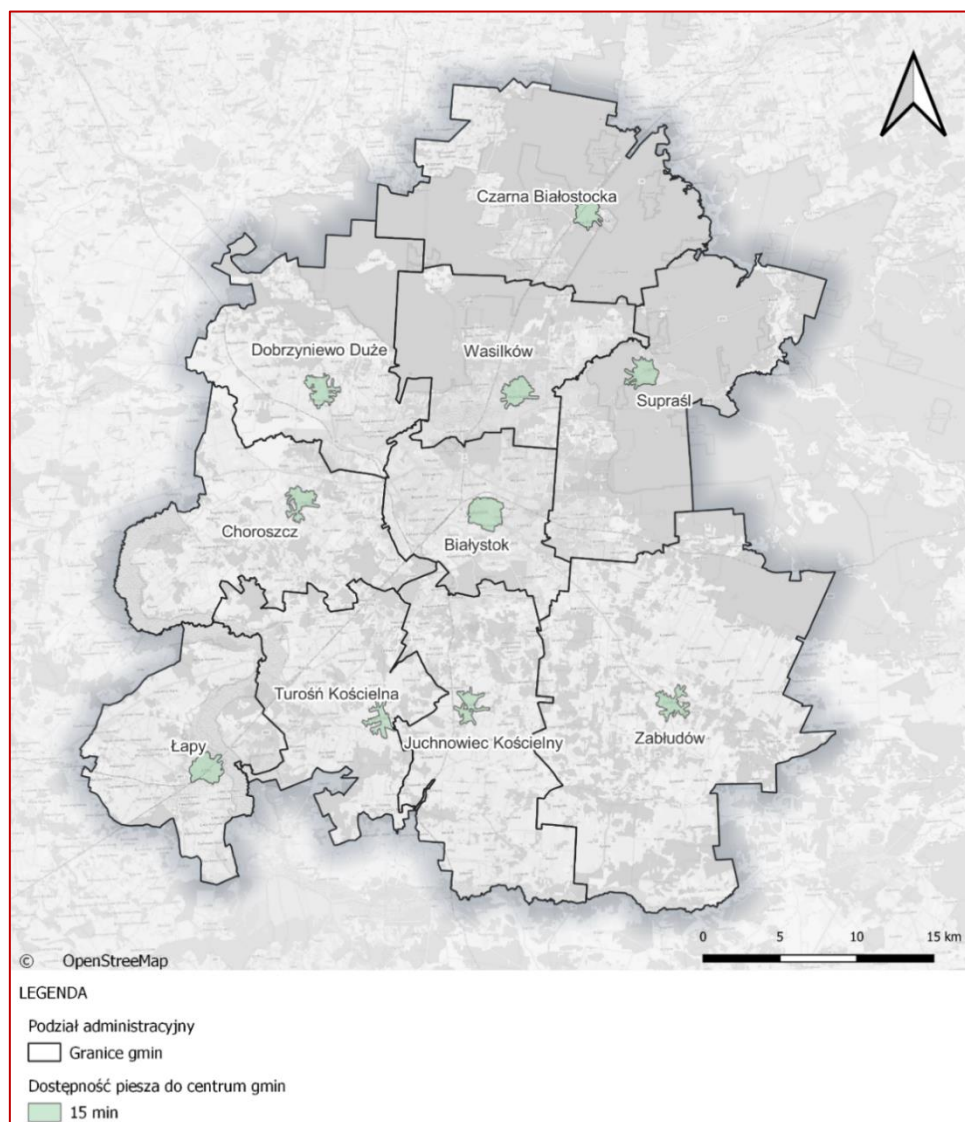 Czarna Białostocka
Dobrzyniewo Duże
Wasilków
Supraśl
Choroszcz
Białystok
Turośń Kościelna
Łapy
Juchnowiec Kościelny
Zabłudów
0 5 10 15 km
© OpenStreeMap
LEGENDA
Podział administracyjny
Granice gmin
Dostępność piesza do centrum gmin
15 min